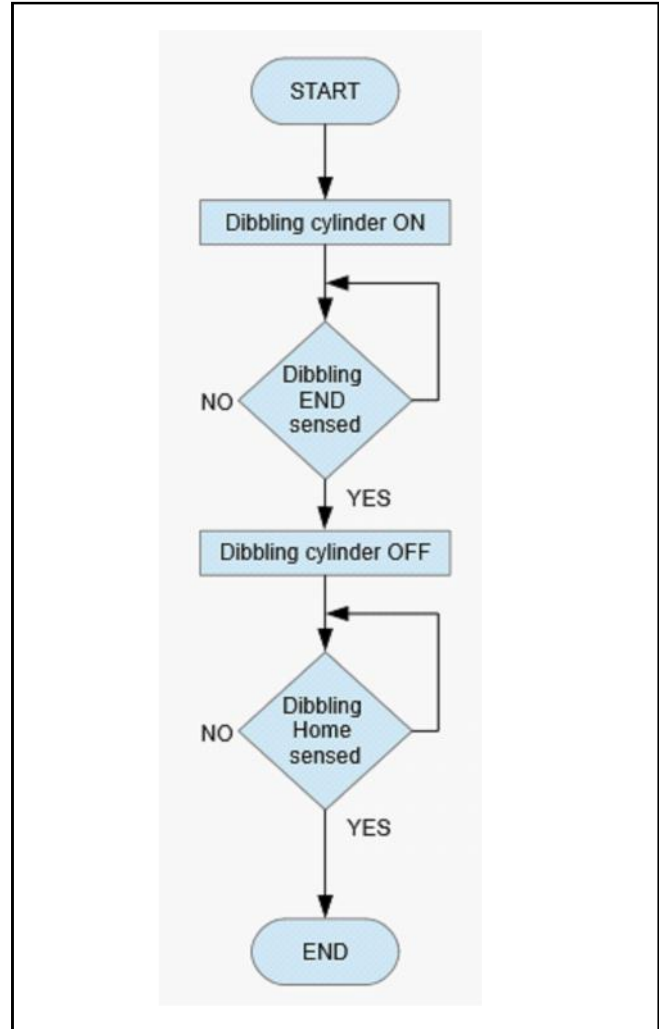 START
Dibbling cylinder ON
Dibbling
END
sensed
NO
YES
Dibbling cylinder OFF
Dibbling
Home
sensed
NO
YES
END